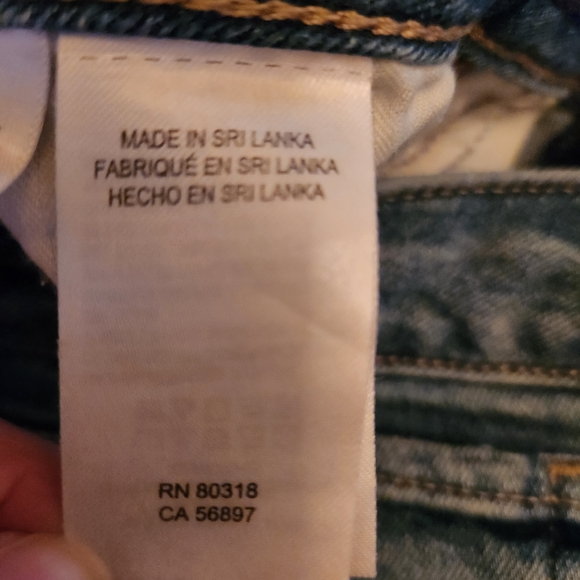 MADE IN SRI LANKA
FABRIQUÉ EN SRI LANKA
HECHO EN SRI LANKA
RN 80318
CA 56897